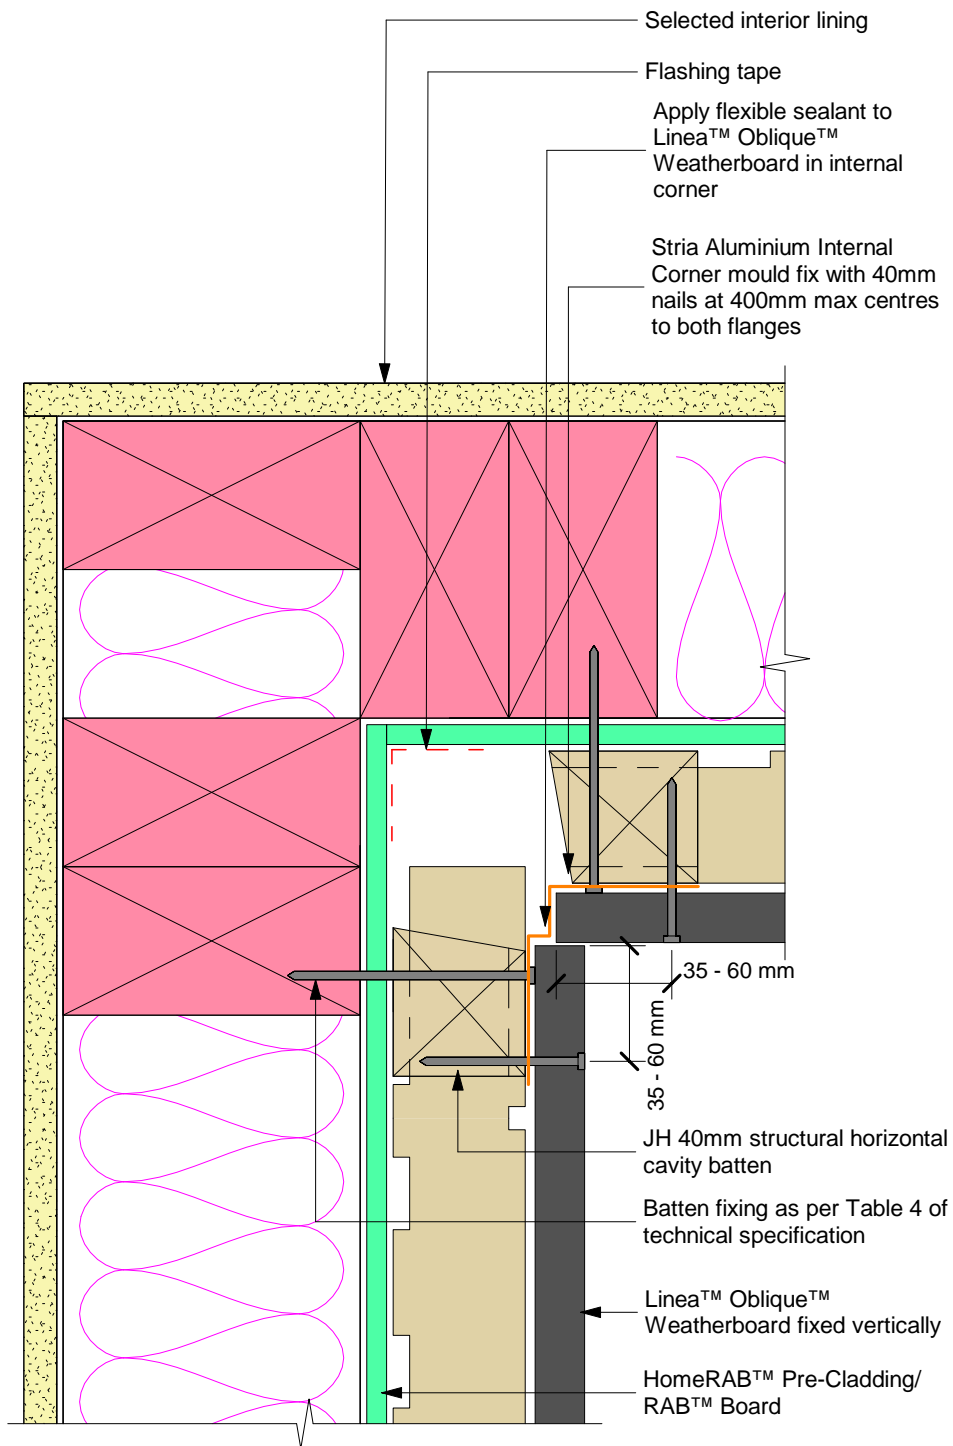 Selected interior lining
Flashing tape
Apply flexible sealant to
Linea™ Oblique™
Weatherboard in internal
corner
Stria Aluminium Internal
Corner mould fix with 40mm
nails at 400mm max centres
to both flanges
35 - 60 mm
35 - 60 mm
JH 40mm structural horizontal
cavity batten
Batten fixing as per Table 4 of
technical specification
Linea™ Oblique™
Weatherboard fixed vertically
HomeRAB™ Pre-Cladding/
RAB™ Board